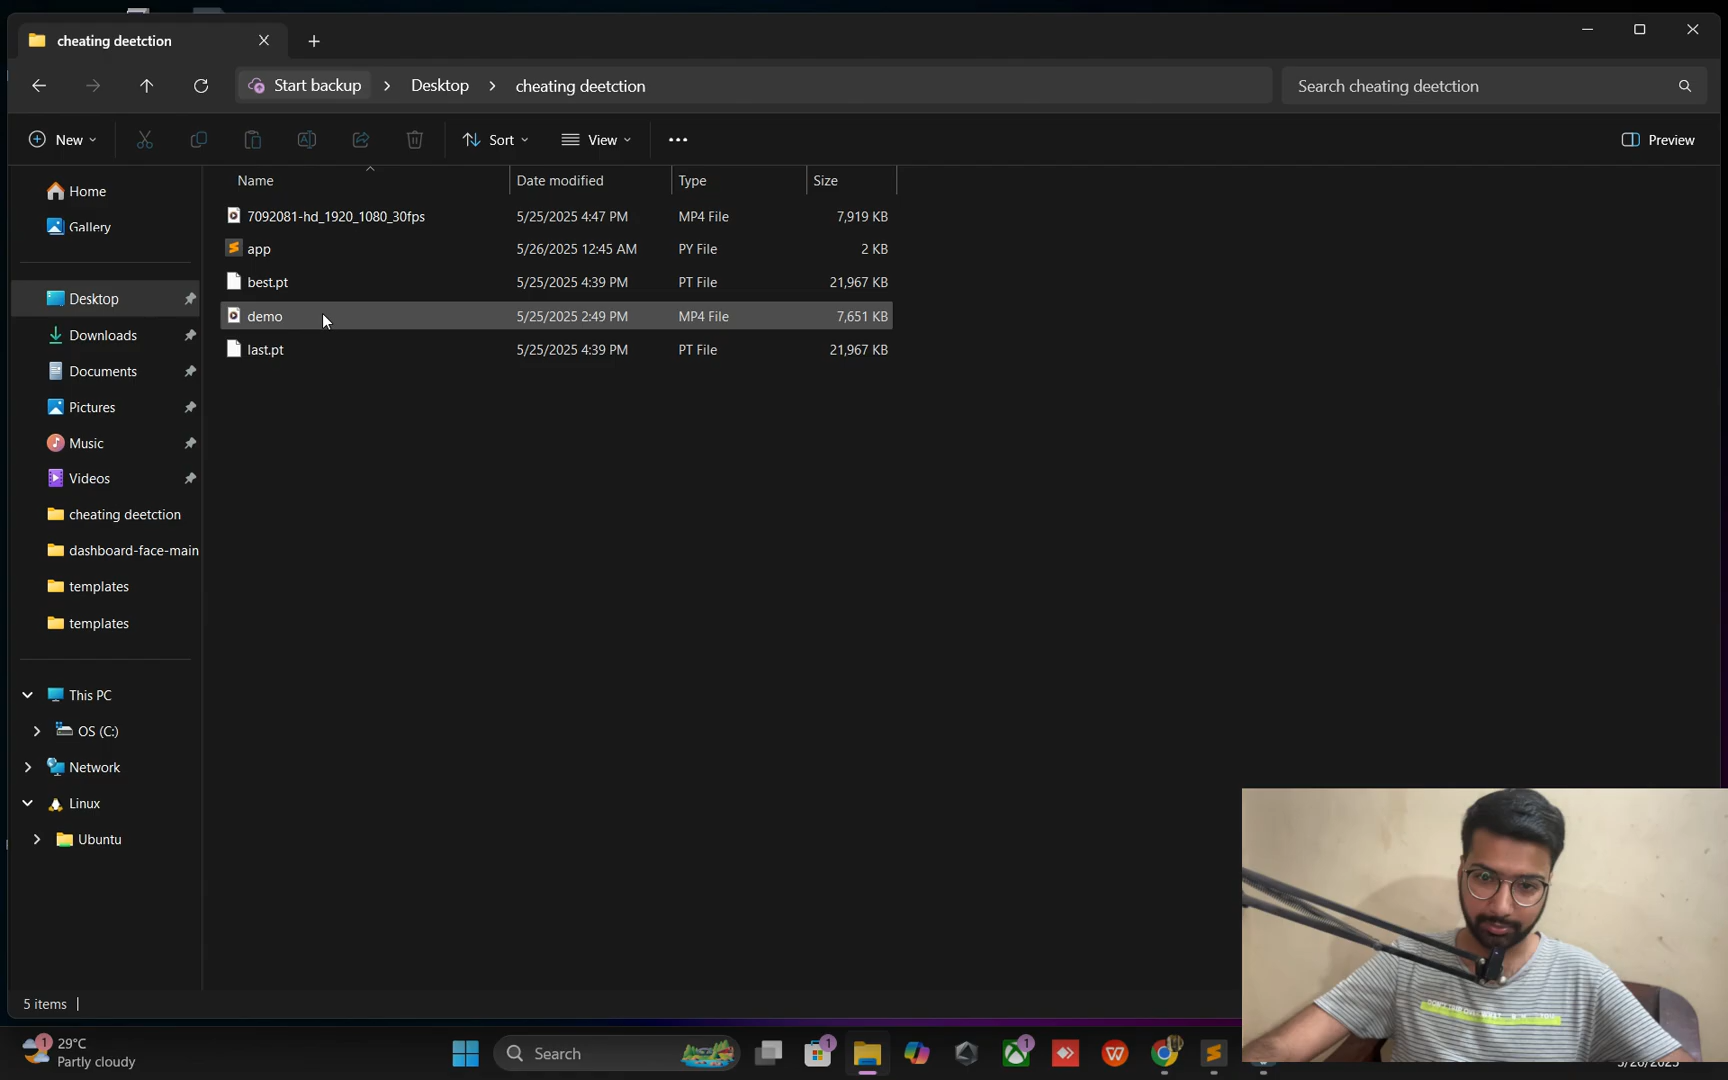 cheating deetction
Start backup > Desktop > cheating deetction
Search cheating deetction
New
Sort
View
Preview
Name Date modified Type Size
7092081-hd_1920_1080_30fps 5/25/2025 4:47 PM MP4 File 7,919 KB
app 5/26/2025 12:45 AM PY File 2 KB
best.pt 5/25/2025 4:39 PM PT File 21,967 KB
demo 5/25/2025 2:49 PM MP4 File 7,651 KB
last.pt 5/25/2025 4:39 PM PT File 21,967 KB
Home
Gallery
Desktop
Downloads
Documents
Pictures
Music
Videos
cheating deetction
dashboard-face-main
templates
templates
This PC
OS (C:)
Network
Linux
Ubuntu
5 items
1
29°C
Partly cloudy
Search
1
1